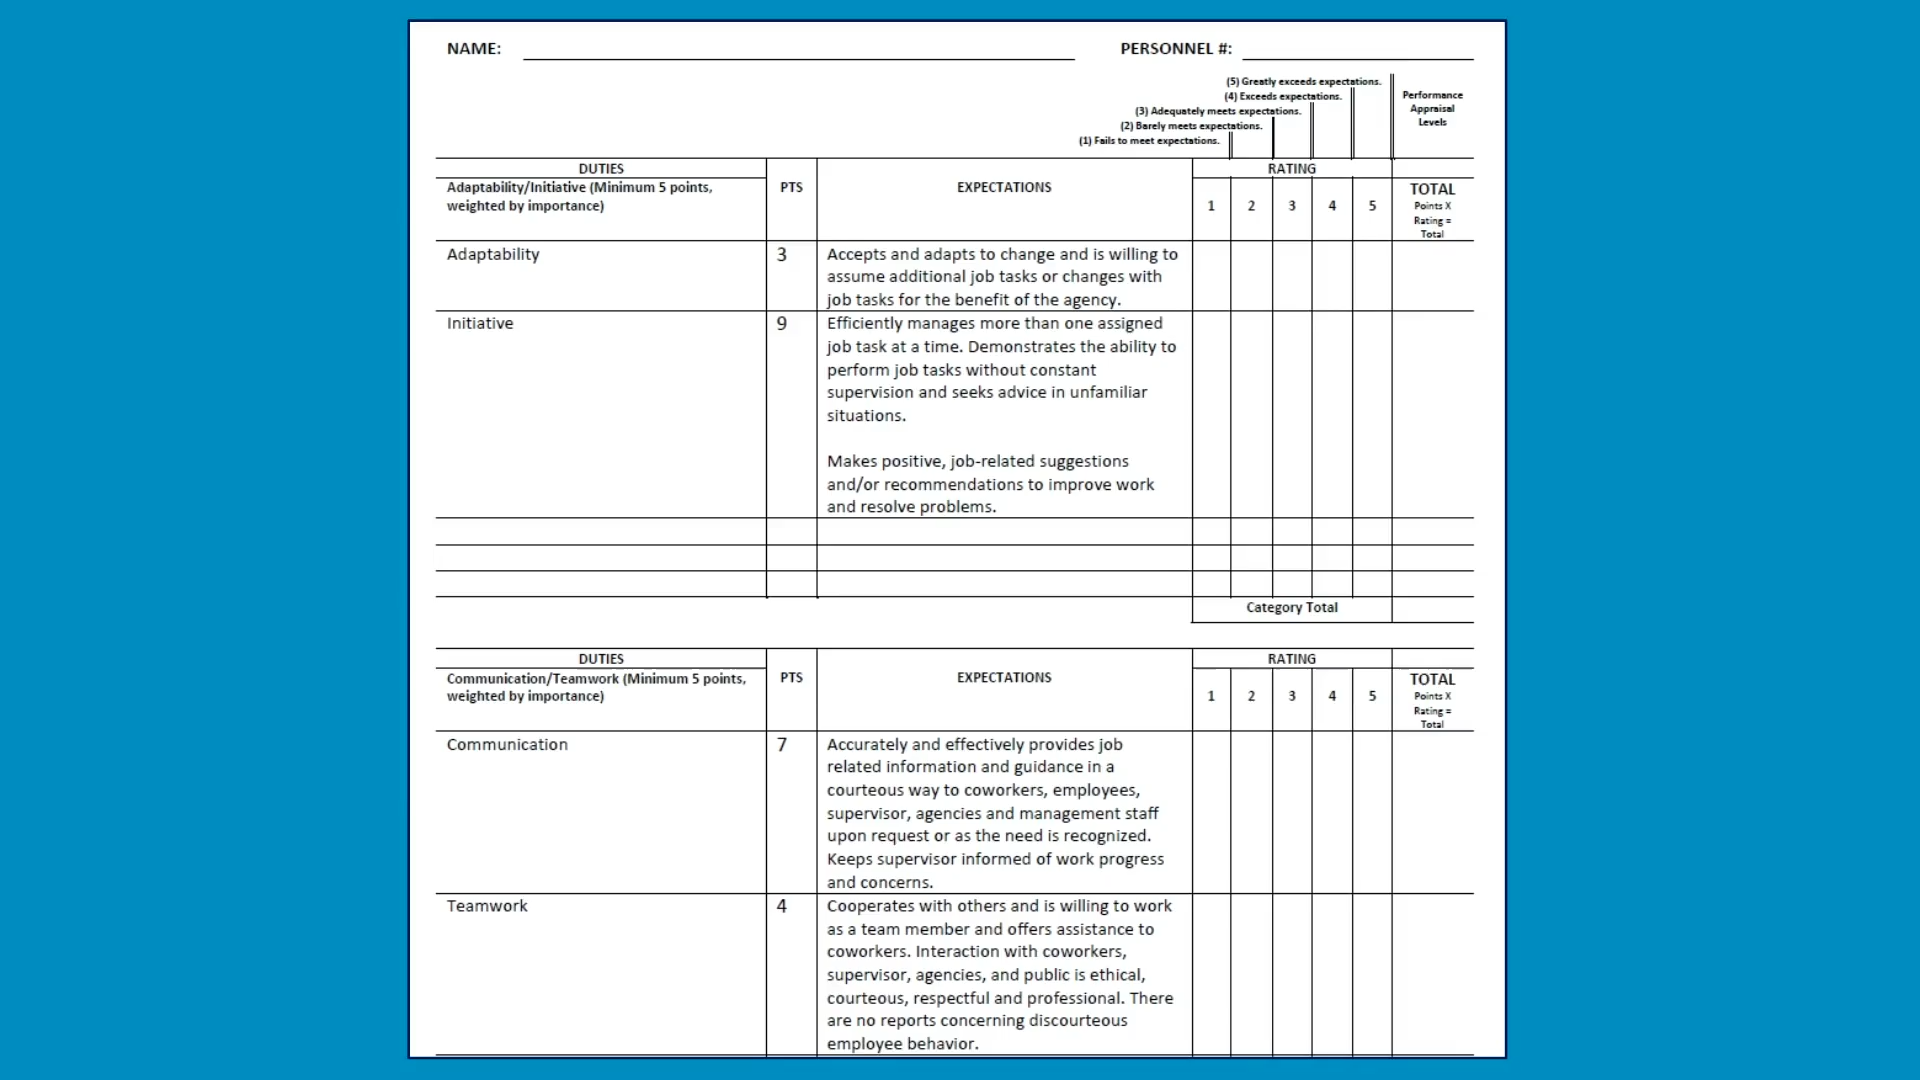 NAME: PERSONNEL #:
(5) Greatly exceeds expectations.
(4) Exceeds expectations.
(3) Adequately meets expectations.
(2) Barely meets expectations.
(1) Fails to meet expectations.
Performance
Appraisal
Levels
DUTIES
Adaptability/Initiative (Minimum 5 points,
weighted by importance)
PTS
EXPECTATIONS
RATING
1 2 3 4 5
TOTAL
Points X
Rating =
Total
Adaptability
3
Accepts and adapts to change and is willing to
assume additional job tasks or changes with
job tasks for the benefit of the agency.
Initiative
9
Efficiently manages more than one assigned
job task at a time. Demonstrates the ability to
perform job tasks without constant
supervision and seeks advice in unfamiliar
situations.
Makes positive, job-related suggestions
and/or recommendations to improve work
and resolve problems.
Category Total
DUTIES
Communication/Teamwork (Minimum 5 points,
weighted by importance)
PTS
EXPECTATIONS
RATING
1 2 3 4 5
TOTAL
Points X
Rating =
Total
Communication
7
Accurately and effectively provides job
related information and guidance in a
courteous way to coworkers, employees,
supervisor, agencies and management staff
upon request or as the need is recognized.
Keeps supervisor informed of work progress
and concerns.
Teamwork
4
Cooperates with others and is willing to work
as a team member and offers assistance to
coworkers. Interaction with coworkers,
supervisor, agencies, and public is ethical,
courteous, respectful and professional. There
are no reports concerning discourteous
employee behavior.